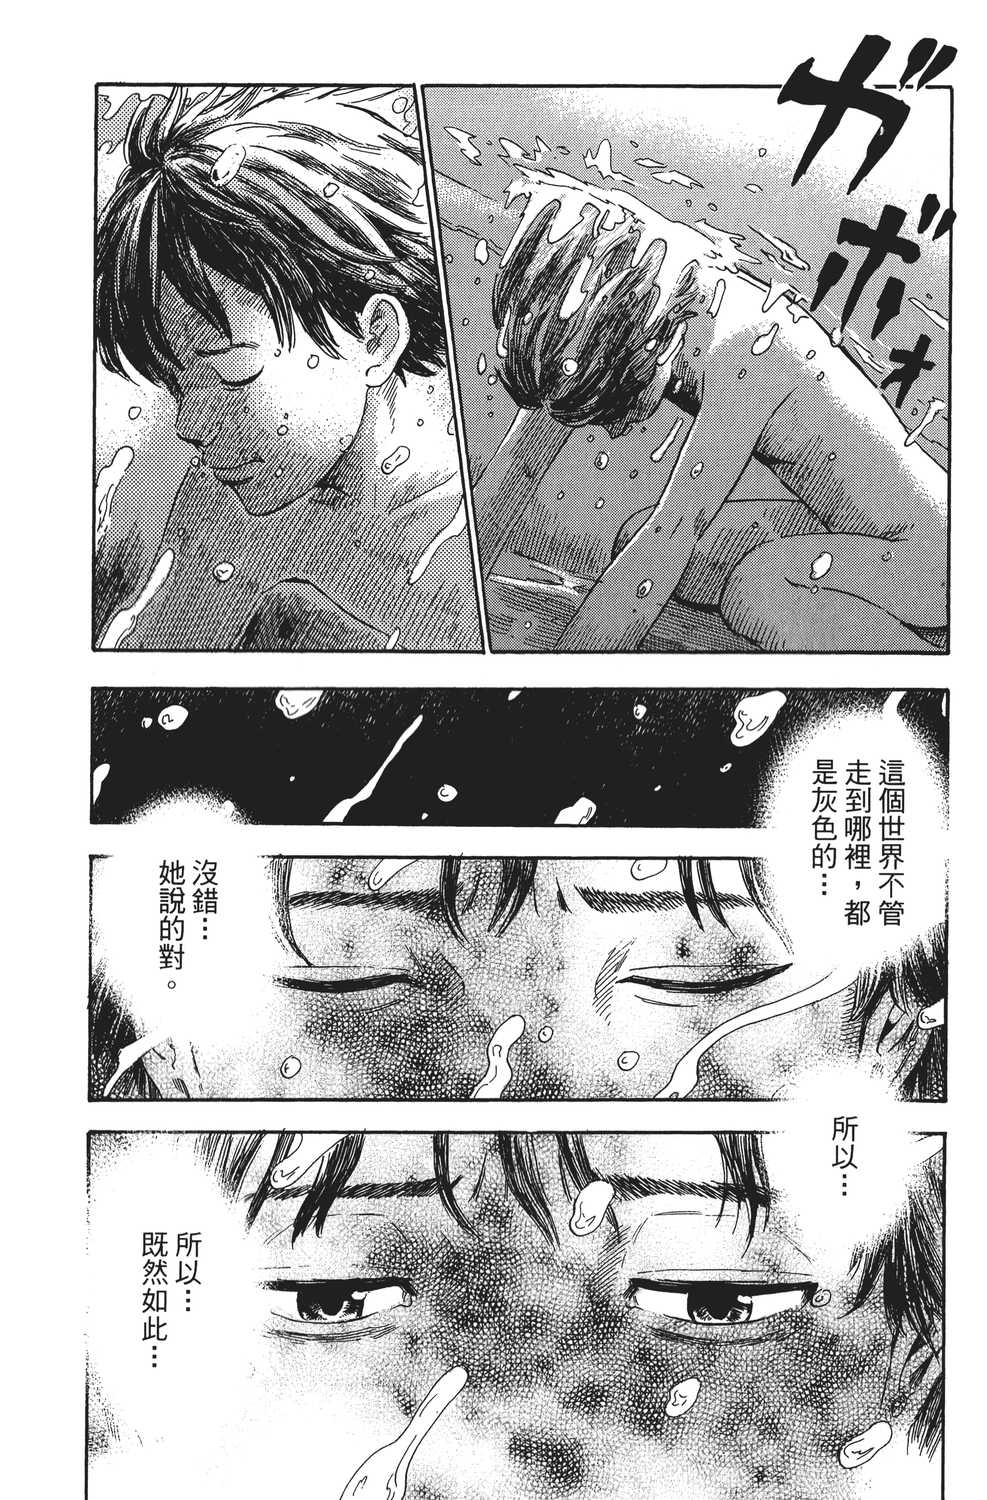 ガボォ
這個世界不管
走到哪裡，都
是灰色的…
沒錯…
她說的對。
所以…
所以…
既然如此…